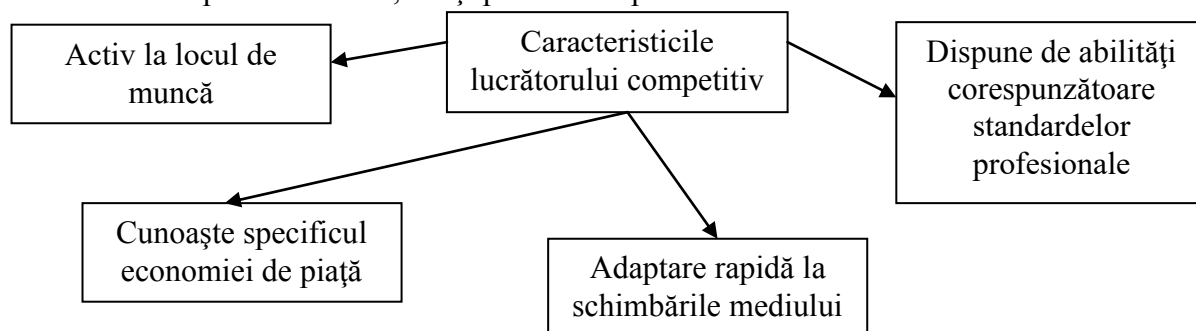 Caracteristicile
lucrătorului competitiv
Activ la locul de
muncă
Dispune de abilităţi
corespunzătoare
standardelor
profesionale
Cunoaşte specificul
economiei de piaţă
Adaptare rapidă la
schimbările mediului